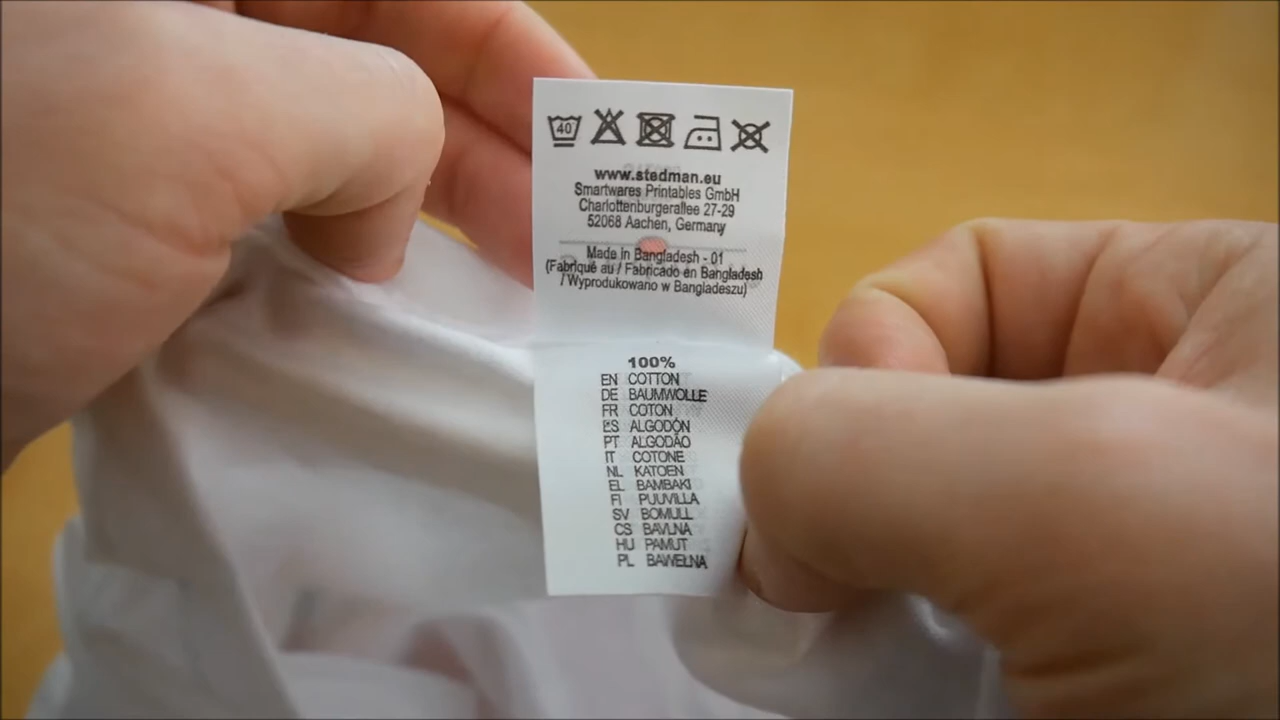 40
www.stedman.eu
Smartwares Printables GmbH
Charlottenburgerallee 27-29
52068 Aachen, Germany
Made in Bangladesh - 01
(Fabriqué au / Fabricado en Bangladesh
/ Wyprodukowano w Bangladeszu)
100%
EN COTTON
DE BAUMWOLLE
FR COTON
ES ALGODÓN
PT ALGODÃO
IT COTONE
NL KATOEN
EL BAMBAKI
FI PUUVILLA
SV BOMULL
CS BAVLNA
HU PAMUT
PL BAWEŁNA